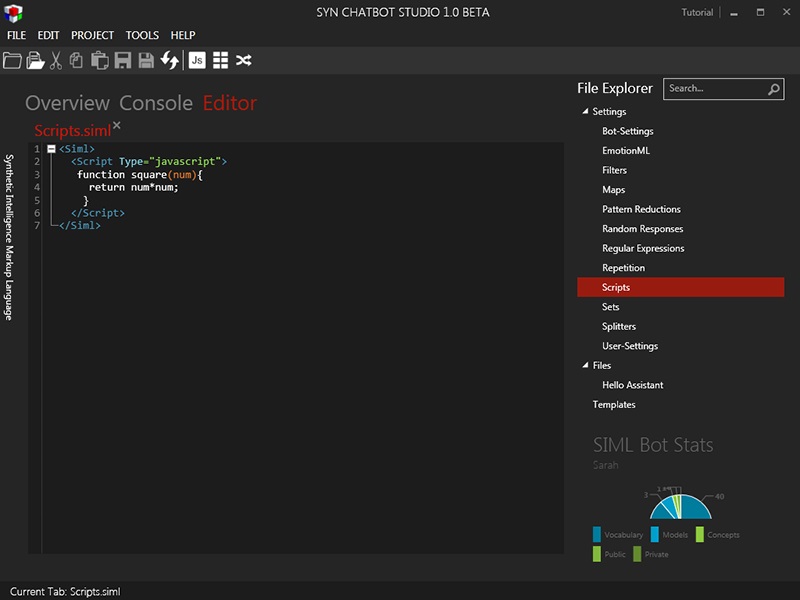 SYN CHATBOT STUDIO 1.0 BETA
Tutorial
FILE EDIT PROJECT TOOLS HELP
Js
Overview Console Editor
Scripts.siml
1 <Siml>
2 <Script Type="javascript">
3 function square(num){
4 return num*num;
5 }
6 </Script>
7 </Siml>
Synthetic Intelligence Markup Language
File Explorer
Search...
Settings
Bot-Settings
EmotionML
Filters
Maps
Pattern Reductions
Random Responses
Regular Expressions
Repetition
Scripts
Sets
Splitters
User-Settings
Files
Hello Assistant
Templates
SIML Bot Stats
Sarah
3
40
Vocabulary Models Concepts
Public Private
Current Tab: Scripts.siml